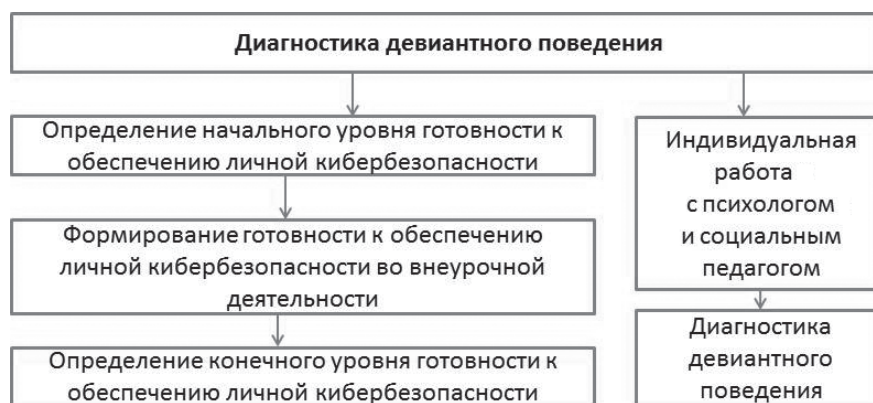 Диагностика девиантного поведения
Определение начального уровня готовности к
обеспечению личной кибербезопасности
Формирование готовности к обеспечению
личной кибербезопасности во внеурочной
деятельности
Определение конечного уровня готовности к
обеспечению личной кибербезопасности
Индивидуальная
работа
с психологом
и социальным
педагогом
Диагностика
девиантного
поведения